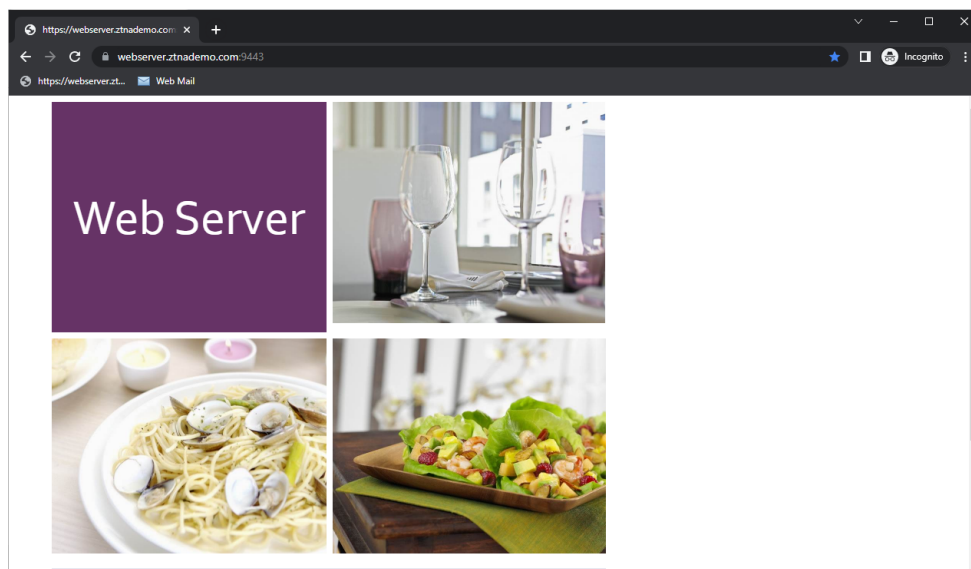 https://webserver.ztnademo.com
webserver.ztnademo.com:9443
Incognito
https://webserver.zt...
Web Mail
Web Server